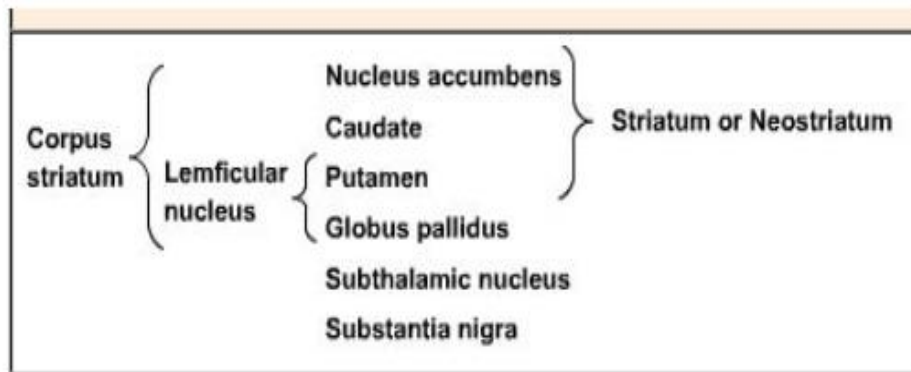 Nucleus accumbens
Caudate
Striatum or Neostriatum
Corpus
striatum
Lemficular
nucleus
Putamen
Globus pallidus
Subthalamic nucleus
Substantia nigra